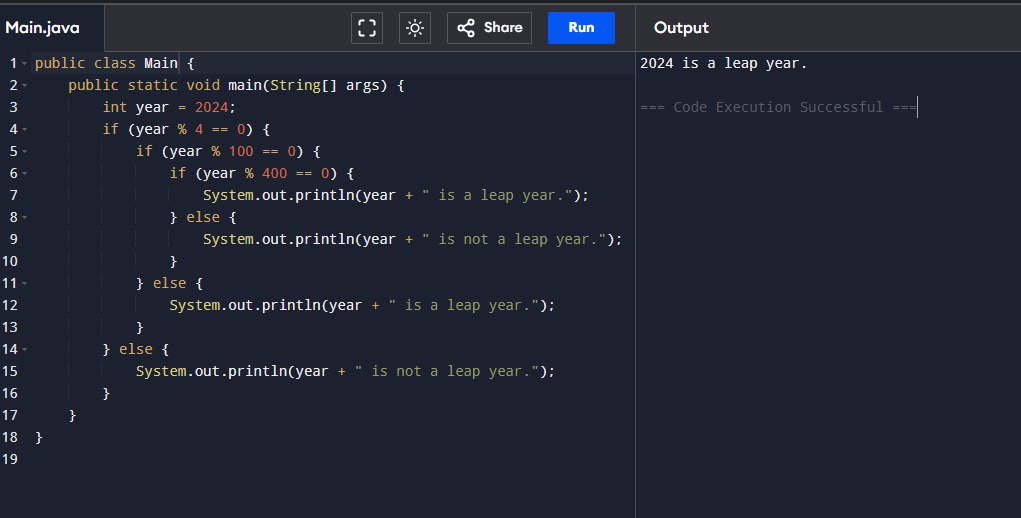 Main.java
Share
Run
Output
1 public class Main {
2     public static void main(String[] args) {
3         int year = 2024;
4         if (year % 4 == 0) {
5             if (year % 100 == 0) {
6                 if (year % 400 == 0) {
7                     System.out.println(year + " is a leap year.");
8                 } else {
9                     System.out.println(year + " is not a leap year.");
10                 }
11             } else {
12                 System.out.println(year + " is a leap year.");
13             }
14         } else {
15             System.out.println(year + " is not a leap year.");
16         }
17     }
18 }
19
2024 is a leap year.
=== Code Execution Successful ===